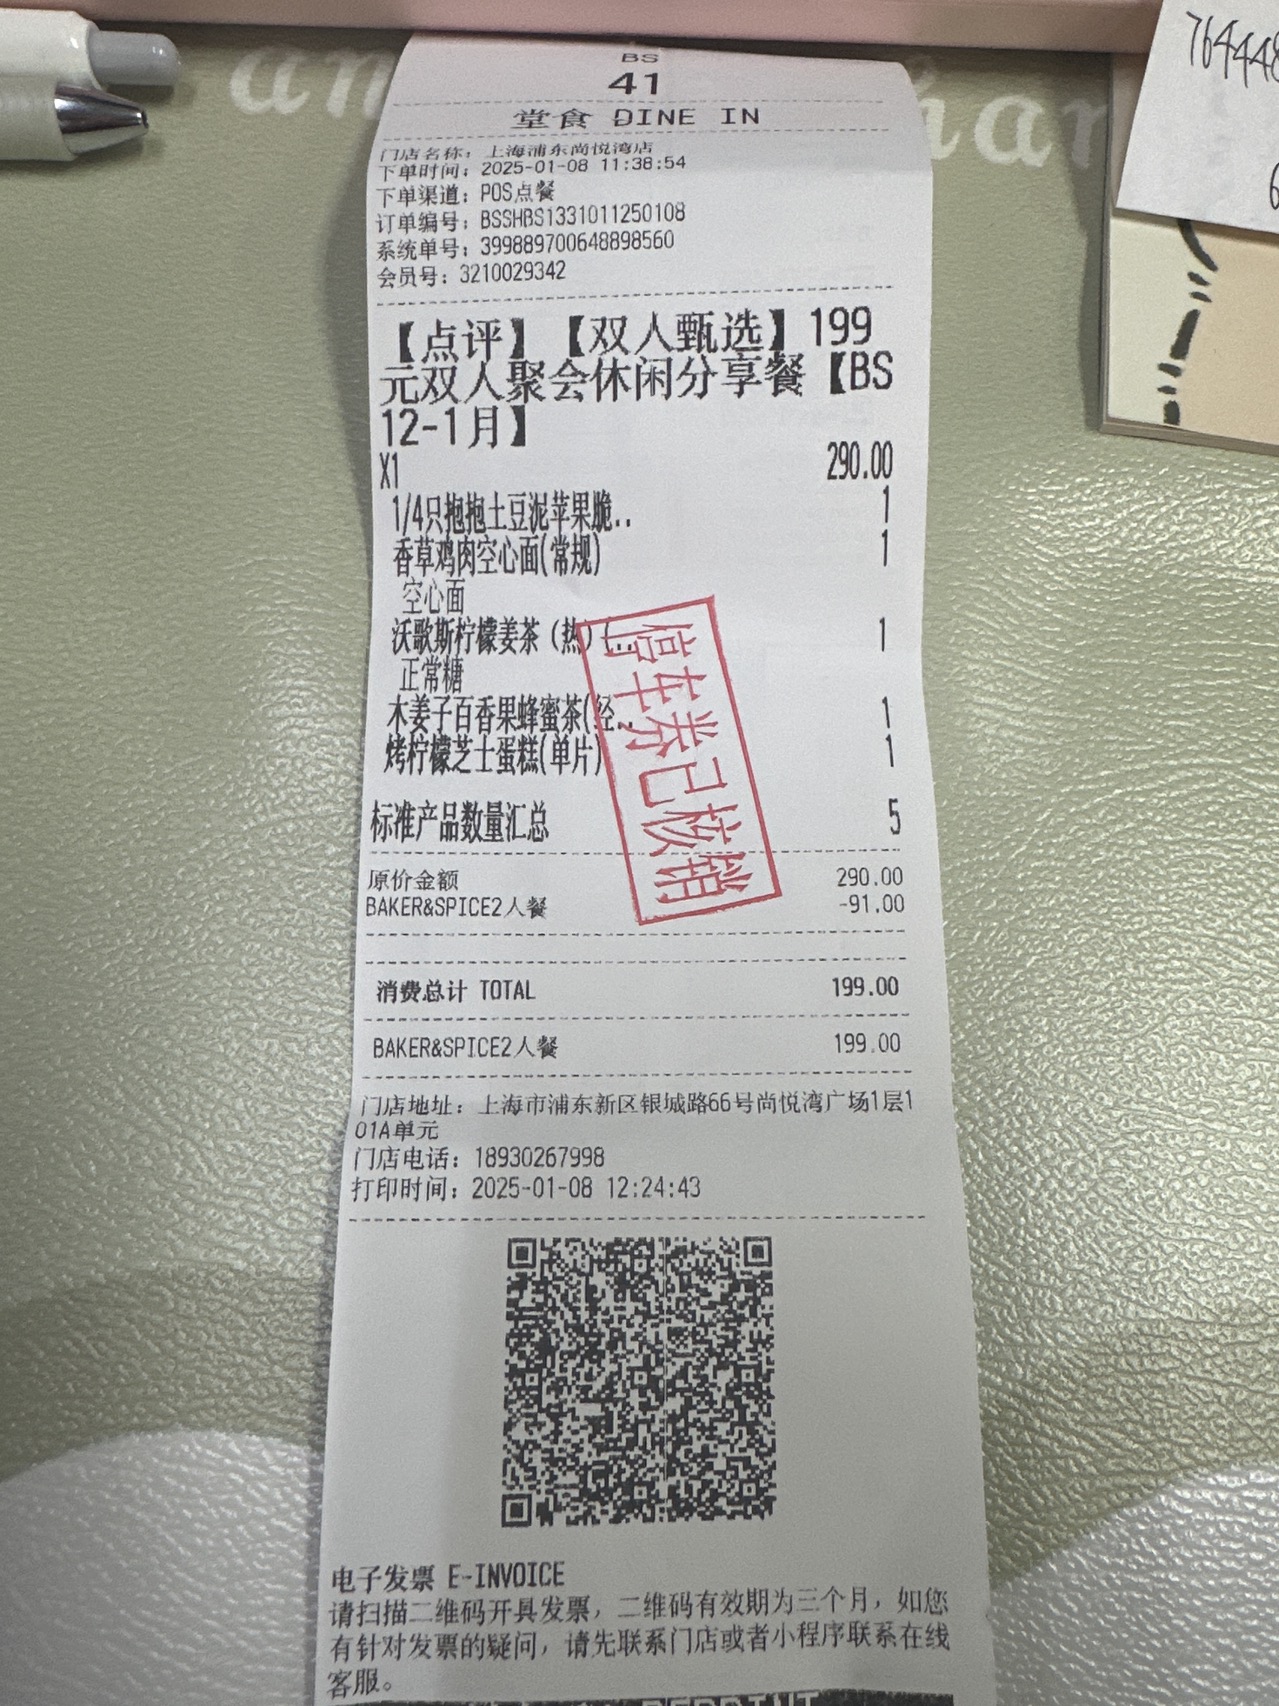 BS
41
堂食 DINE IN
门店名称：上海浦东尚悦湾店
下单时间：2025-01-08 11:38:54
下单渠道：POS点餐
订单编号：BSSHBS1331011250108
系统单号：399889700648898560
会员号：3210029342
【点评】【双人甄选】199
元双人聚会休闲分享餐【BS
12-1月】
X1 290.00
1/4只抱抱土豆泥苹果脆.. 1
香草鸡肉空心面(常规) 1
空心面
沃歌斯柠檬姜茶（热）(.. 1
正常糖
木姜子百香果蜂蜜茶(经.. 1
烤柠檬芝士蛋糕(单片) 1
标准产品数量汇总 5
停车券已核销
原价金额 290.00
BAKER&SPICE2人餐 -91.00
消费总计 TOTAL 199.00
BAKER&SPICE2人餐 199.00
门店地址：上海市浦东新区银城路66号尚悦湾广场1层1
01A单元
门店电话：18930267998
打印时间：2025-01-08 12:24:43
电子发票 E-INVOICE
请扫描二维码开具发票，二维码有效期为三个月，如您
有针对发票的疑问，请先联系门店或者小程序联系在线
客服。